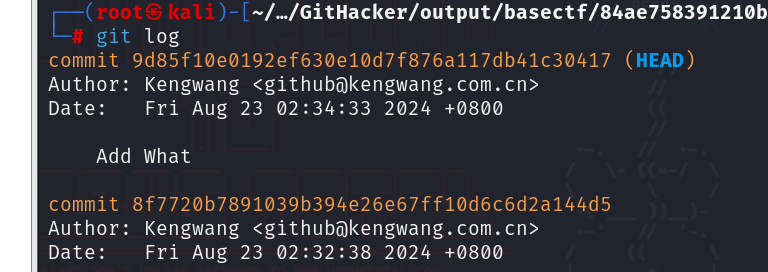 ┌──(root㉿kali)-[~/…/GitHacker/output/basectf/84ae758391210b
└─# git log
commit 9d85f10e0192ef630e10d7f876a117db41c30417 (HEAD)
Author: Kengwang <github@kengwang.com.cn>
Date:   Fri Aug 23 02:34:33 2024 +0800
    Add What
commit 8f7720b7891039b394e26e67ff10d6c6d2a144d5
Author: Kengwang <github@kengwang.com.cn>
Date:   Fri Aug 23 02:32:38 2024 +0800